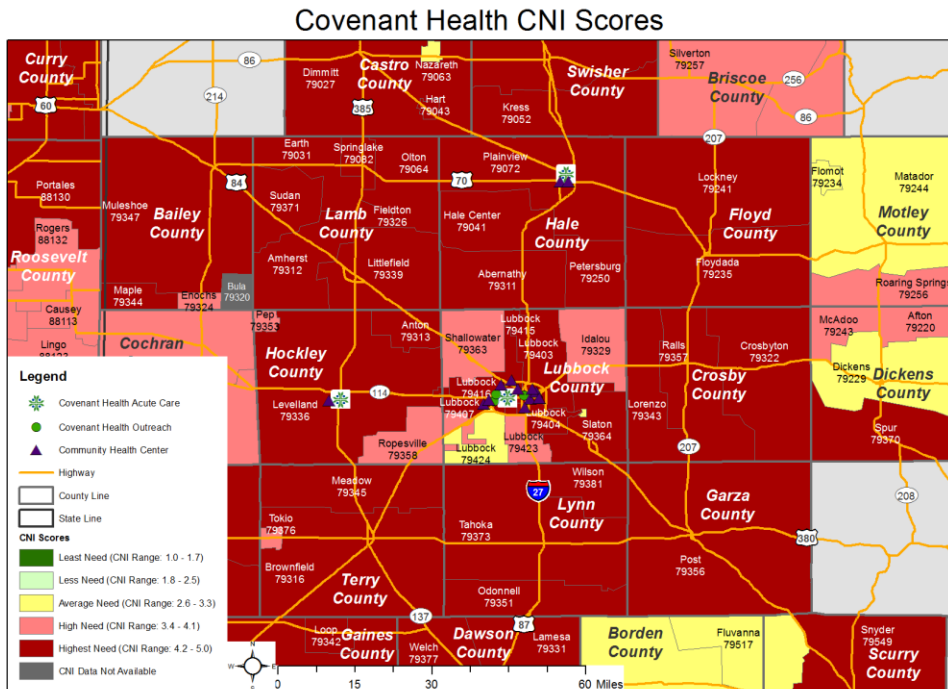 Covenant Health CNI Scores
Curry
County
60
86
214
Dimmitt
79027
Castro
County
385
Nazareth
79063
Hart
79043
Kress
79052
Swisher
County
Silverton
79257
Briscoe
County
256
86
207
Portales
88130
Rogers
88132
Roosevelt
County
Causey
88113
Lingo
Muleshoe
79347
Bailey
County
84
Maple
79344
Enochs
79324
Bula
79320
Earth
79031
Springlake
79082
Olton
79064
Sudan
79371
Lamb
County
Fieldton
79326
Amherst
79312
Littlefield
79339
Plainview
79072
70
Hale Center
79041
Hale
County
Abernathy
79311
Petersburg
79250
Lockney
79241
Floyd
County
Floydada
79235
Flomot
79234
Matador
79244
Motley
County
Roaring Springs
79256
Cochran
Pep
79353
Hockley
County
Anton
79313
114
Levelland
79336
Ropesville
79358
Shallowater
79363
Lubbock
79415
Lubbock
79403
Idalou
79329
Lubbock
County
Lubbock
79416
Lubbock
79407
Lubbock
79404
Slaton
79364
Lubbock
79424
Lubbock
79423
Ralls
79357
Crosbyton
79322
Crosby
County
Lorenzo
79343
207
McAdoo
79243
Afton
79220
Dickens
79229
Dickens
County
Spur
79370
208
Meadow
79345
Tokio
79376
Brownfield
79316
Terry
County
137
Tahoka
79373
27
Wilson
79381
Lynn
County
Odonnell
79351
Garza
County
Post
79356
380
Loop
79342
Gaines
County
Welch
79377
Dawson
County
87
Lamesa
79331
Borden
County
Fluvanna
79517
Snyder
79549
Scurry
County
Legend
Covenant Health Acute Care
Covenant Health Outreach
Community Health Center
Highway
County Line
State Line
CNI Scores
Least Need (CNI Range: 1.0 - 1.7)
Less Need (CNI Range: 1.8 - 2.5)
Average Need (CNI Range: 2.6 - 3.3)
High Need (CNI Range: 3.4 - 4.1)
Highest Need (CNI Range: 4.2 - 5.0)
CNI Data Not Available
N
W E
S
0 15 30 60 Miles